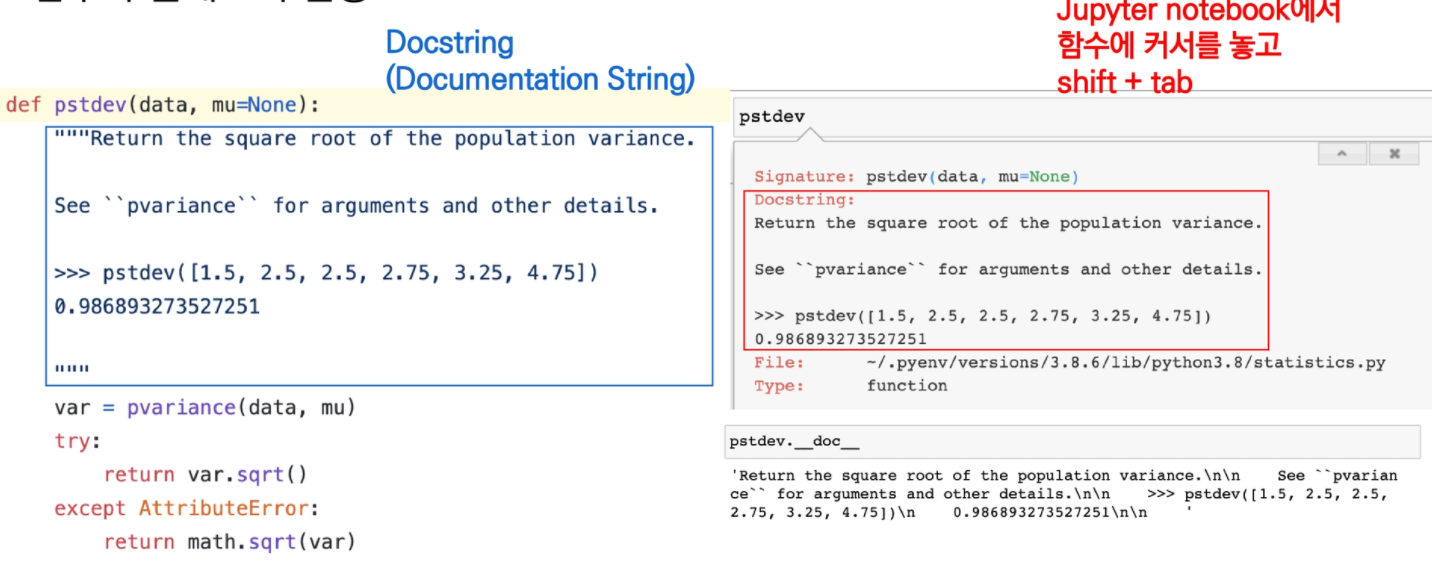 Docstring
(Documentation String)
def pstdev(data, mu=None):
"""Return the square root of the population variance.
See ``pvariance`` for arguments and other details.
>>> pstdev([1.5, 2.5, 2.5, 2.75, 3.25, 4.75])
0.986893273527251
"""
var = pvariance(data, mu)
try:
return var.sqrt()
except AttributeError:
return math.sqrt(var)
Jupyter notebook에서
함수에 커서를 놓고
shift + tab
pstdev
Signature: pstdev(data, mu=None)
Docstring:
Return the square root of the population variance.
See ``pvariance`` for arguments and other details.
>>> pstdev([1.5, 2.5, 2.5, 2.75, 3.25, 4.75])
0.986893273527251
File: ~/.pyenv/versions/3.8.6/lib/python3.8/statistics.py
Type: function
pstdev.__doc__
'Return the square root of the population variance.\n\n    See ``pvarian
ce`` for arguments and other details.\n\n    >>> pstdev([1.5, 2.5, 2.5,
2.75, 3.25, 4.75])\n    0.986893273527251\n\n    '